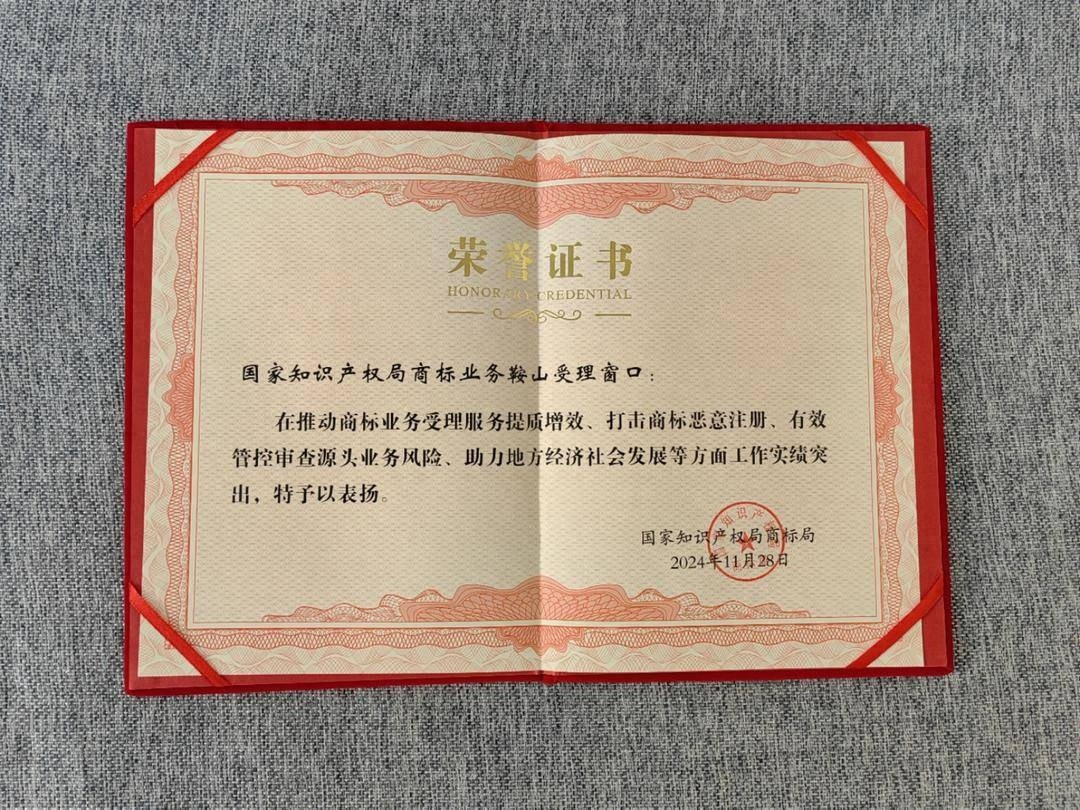 荣誉证书
HONORARY CREDENTIAL
国家知识产权局商标业务鞍山受理窗口：
在推动商标业务受理服务提质增效、打击商标恶意注册、有效
管控审查源头业务风险、助力地方经济社会发展等方面工作实绩突
出，特予以表扬。
国家知识产权局商标局
2024年11月28日